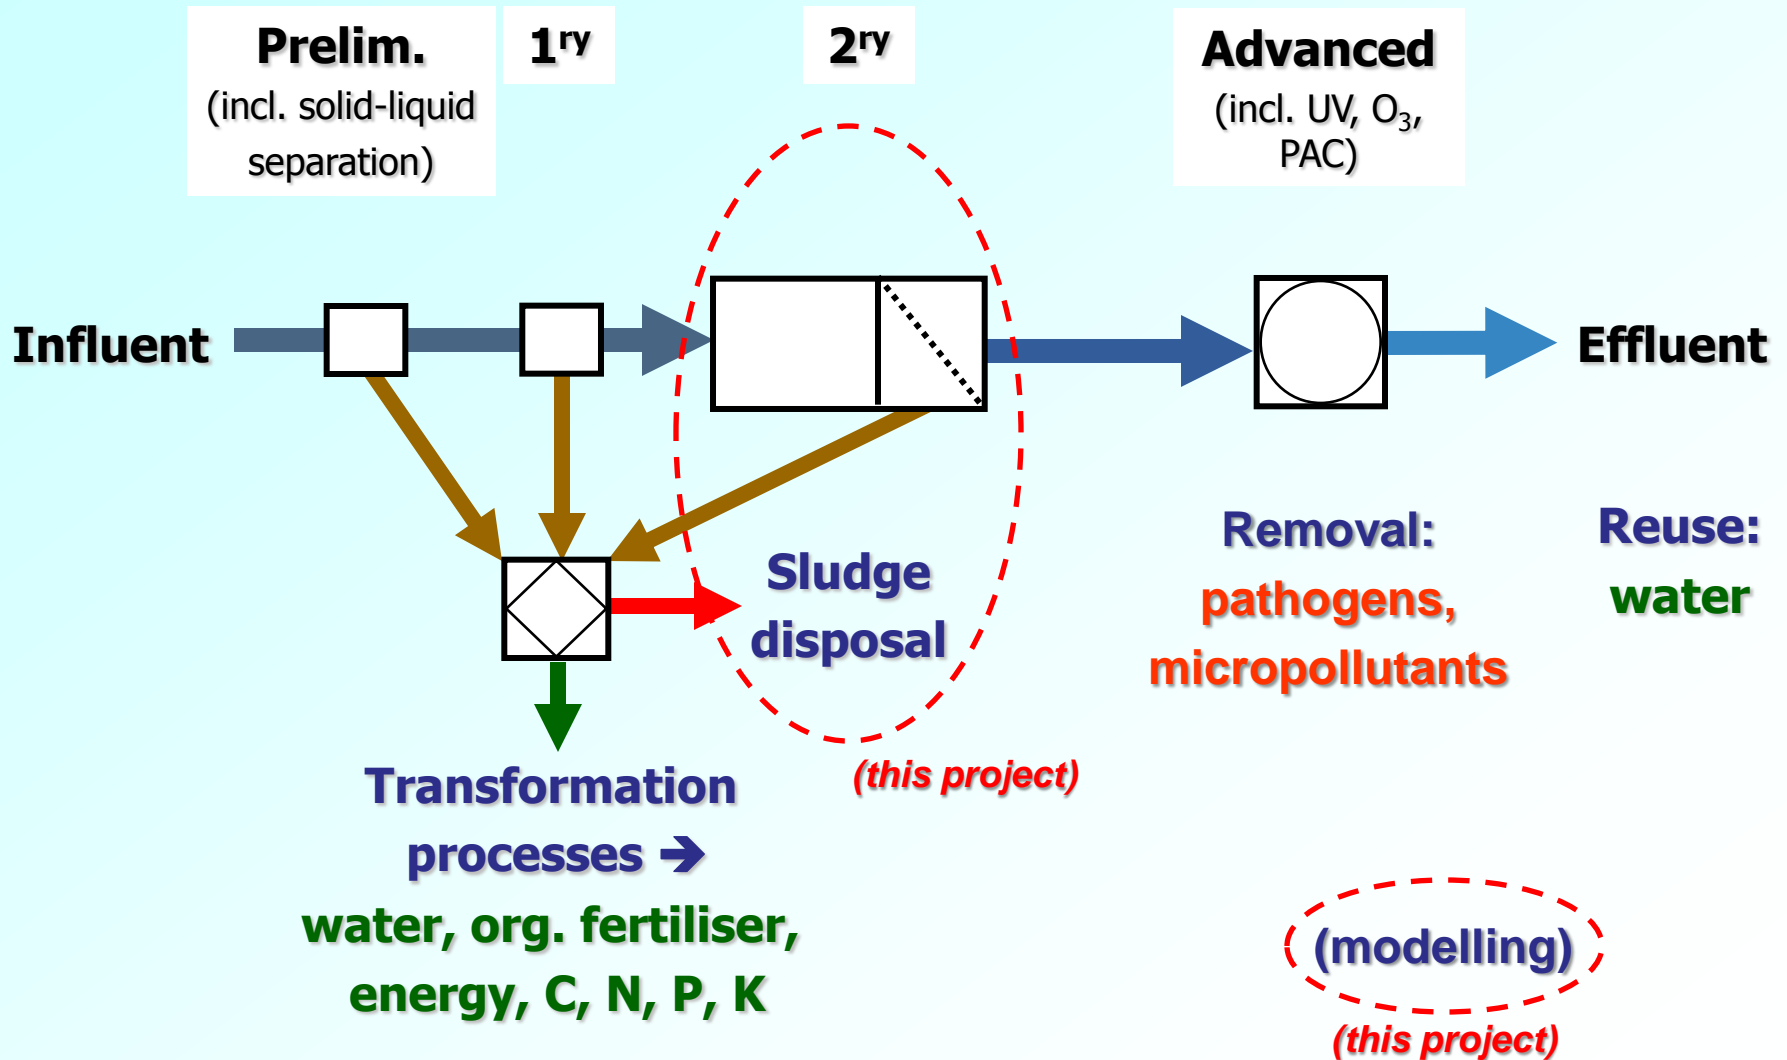 Prelim.
(incl. solid-liquid
separation)
1ry
2ry
Advanced
(incl. UV, O3,
PAC)
Influent
Effluent
Sludge
disposal
Removal:
pathogens,
micropollutants
Reuse:
water
(this project)
Transformation
processes ➔
water, org. fertiliser,
energy, C, N, P, K
(modelling)
(this project)